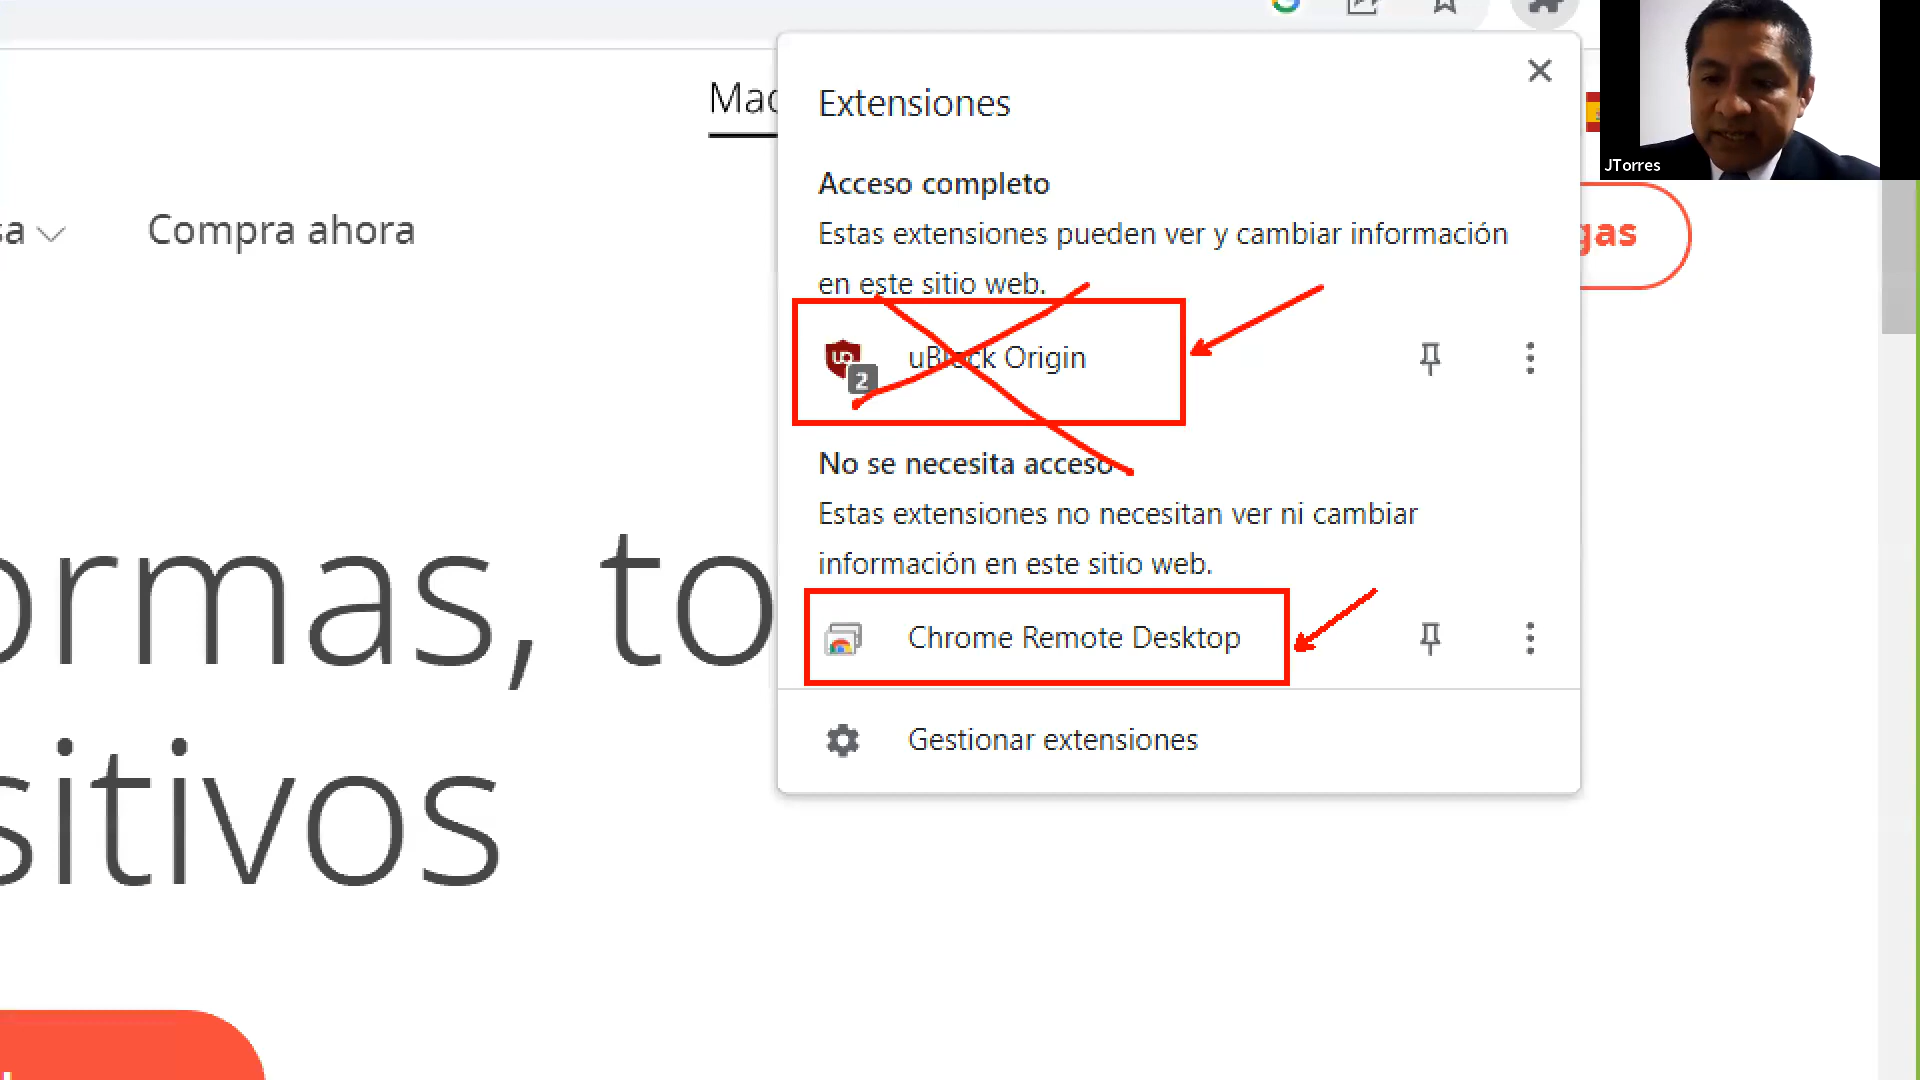 Mac
Extensiones
JTorres
Acceso completo
Estas extensiones pueden ver y cambiar información
en este sitio web.
sa
Compra ahora
gas
2
uBlock Origin
No se necesita acceso
Estas extensiones no necesitan ver ni cambiar
información en este sitio web.
Chrome Remote Desktop
Gestionar extensiones
ormas, to
sitivos